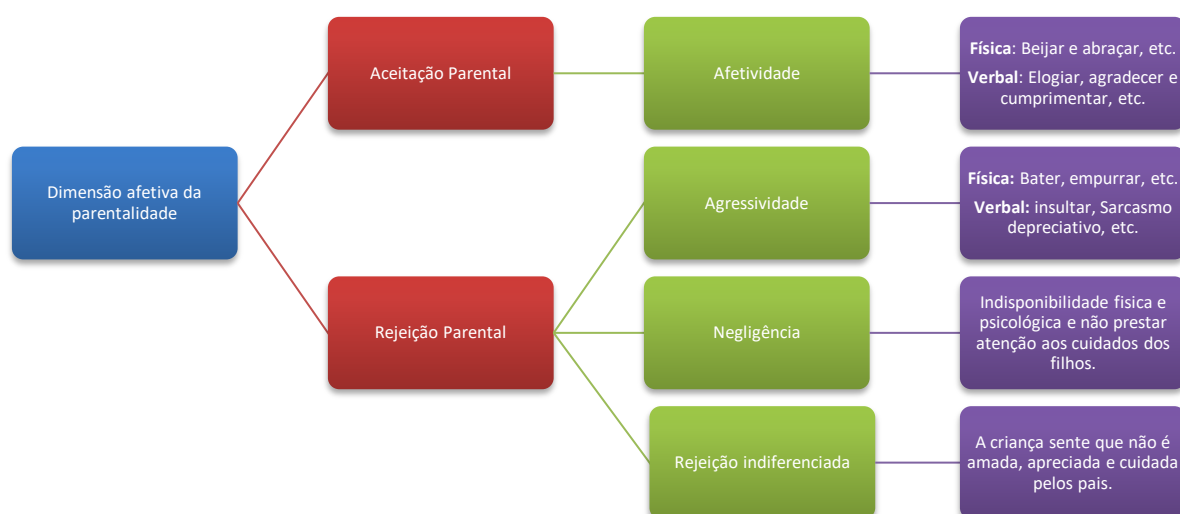 Dimensão afetiva da
parentalidade
Aceitação Parental
Afetividade
Física: Beijar e abraçar, etc.
Verbal: Elogiar, agradecer e
cumprimentar, etc.
Rejeição Parental
Agressividade
Física: Bater, empurrar, etc.
Verbal: insultar, Sarcasmo
depreciativo, etc.
Negligência
Indisponibilidade fisica e
psicológica e não prestar
atenção aos cuidados dos
filhos.
Rejeição indiferenciada
A criança sente que não é
amada, apreciada e cuidada
pelos pais.